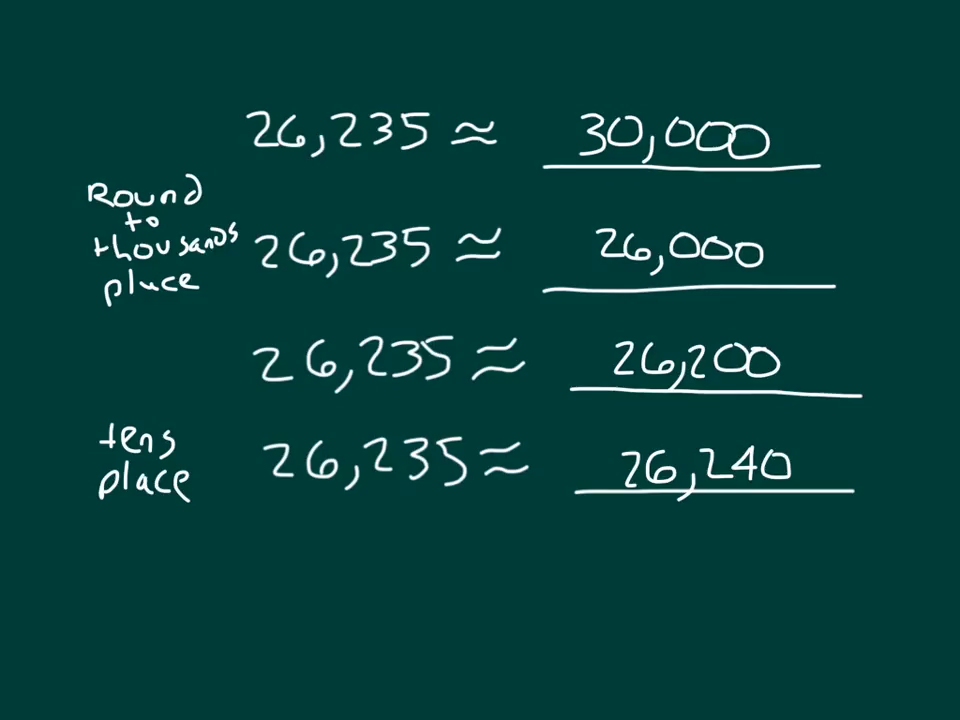 26,235 ≈ 30,000
Round
to
thousands
place
26,235 ≈ 26,000
26,235 ≈ 26,200
tens
place
26,235 ≈ 26,240